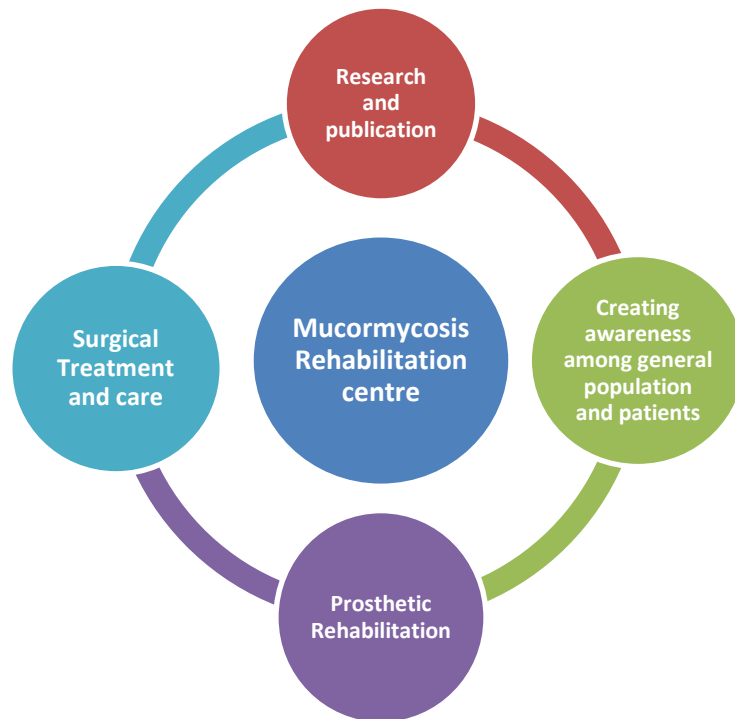 Research
and
publication
Mucormycosis
Rehabilitation
centre
Creating
awareness
among general
population
and patients
Surgical
Treatment
and care
Prosthetic
Rehabilitation